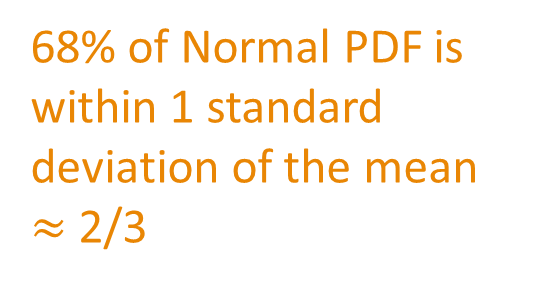 68% of Normal PDF is
within 1 standard
deviation of the mean
≈ 2/3